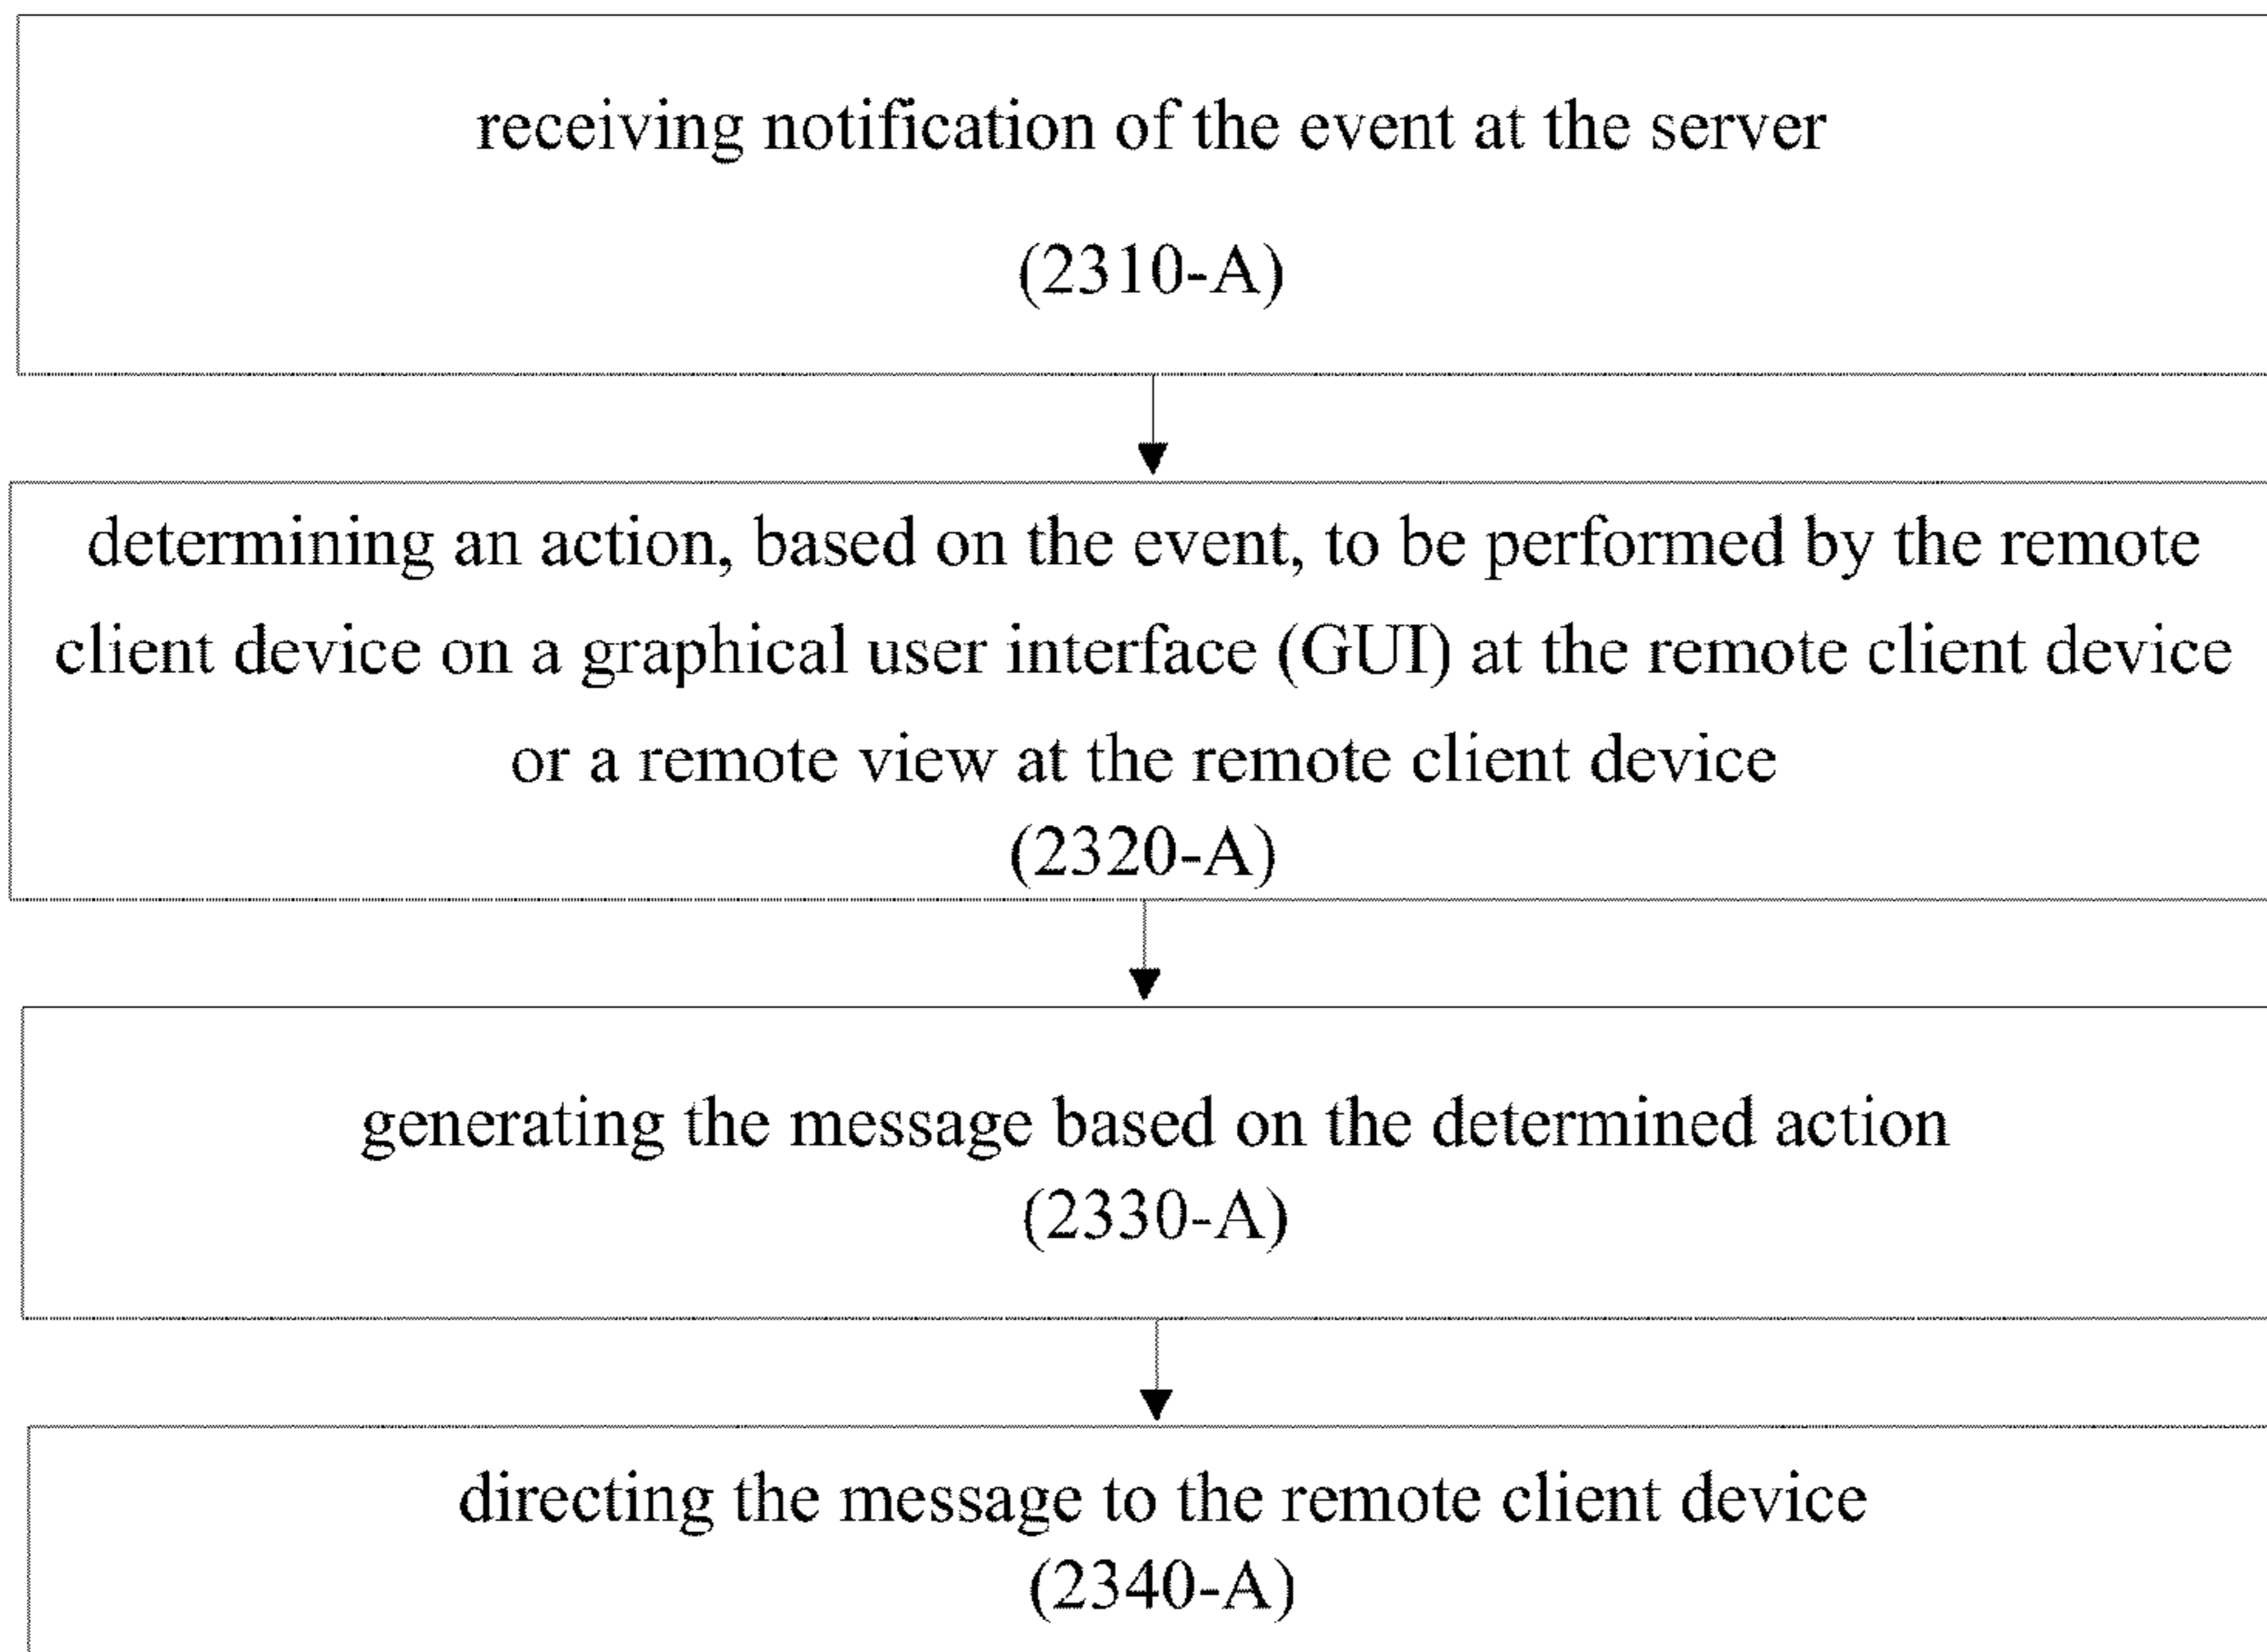 receiving notification of the event at the server
(2310-A)
determining an action, based on the event, to be performed by the remote
client device on a graphical user interface (GUI) at the remote client device
or a remote view at the remote client device
(2320-A)
generating the message based on the determined action
(2330-A)
directing the message to the remote client device
(2340-A)